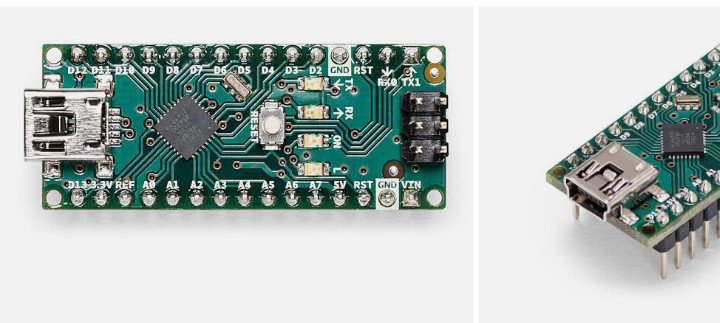 D12 D11 D10 D9 D8 D7 D6 D5 D4 D3 D2 GND RST RX0 TX1
TX
RX
ON
RESET
D13 3.3V REF A0 A1 A2 A3 A4 A5 A6 A7 5V RST GND VIN